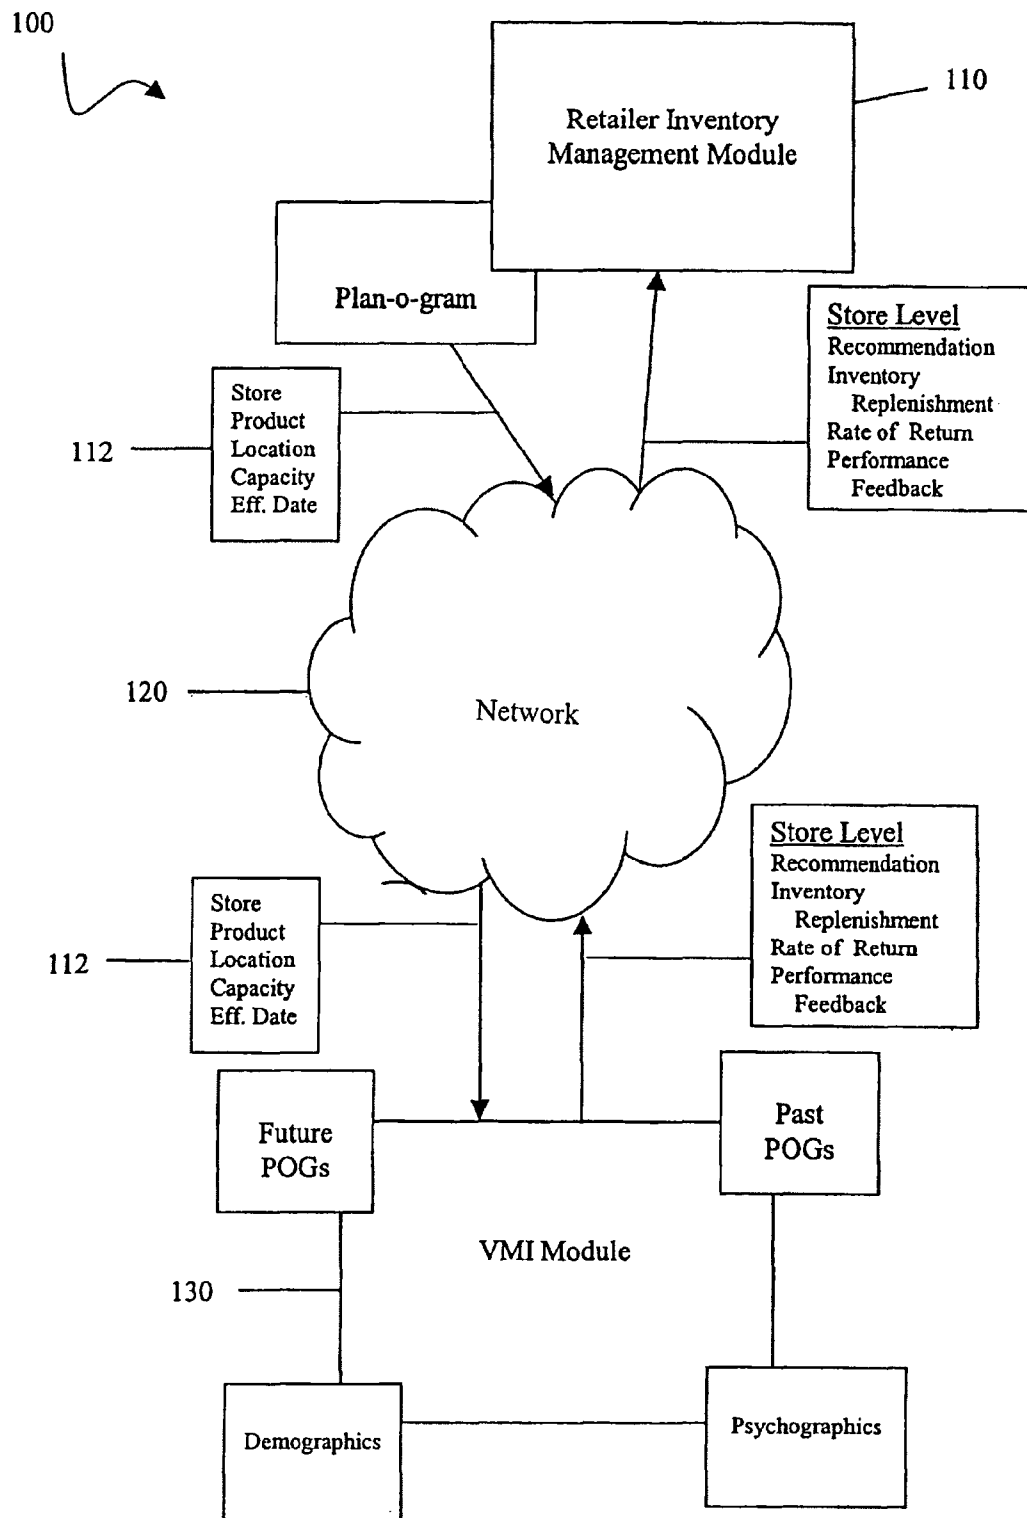 100
110
Retailer Inventory
Management Module
Plan-o-gram
Store Level
Recommendation
Inventory
Replenishment
Rate of Return
Performance
Feedback
112
Store
Product
Location
Capacity
Eff. Date
120
Network
Store Level
Recommendation
Inventory
Replenishment
Rate of Return
Performance
Feedback
112
Store
Product
Location
Capacity
Eff. Date
Future
POGs
Past
POGs
VMI Module
130
Demographics
Psychographics